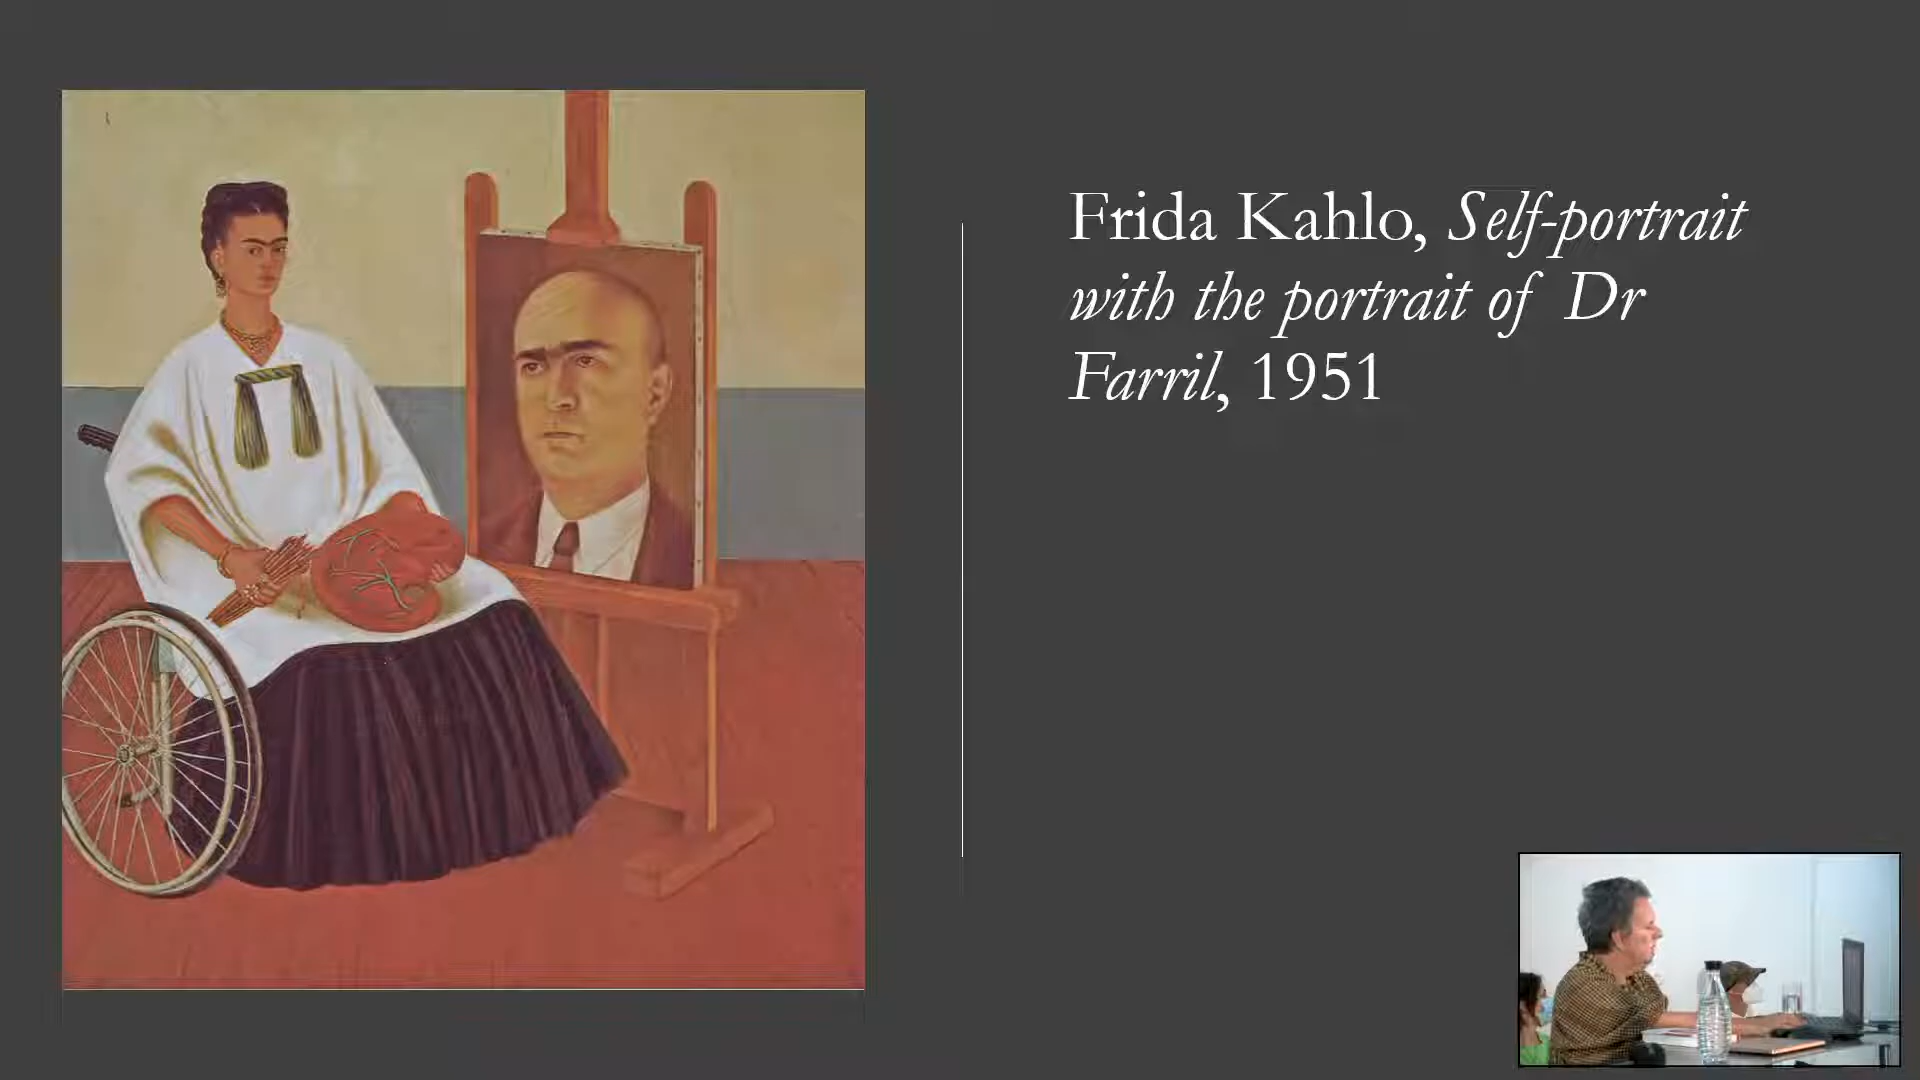 Frida Kahlo, Self-portrait
with the portrait of Dr
Farril, 1951